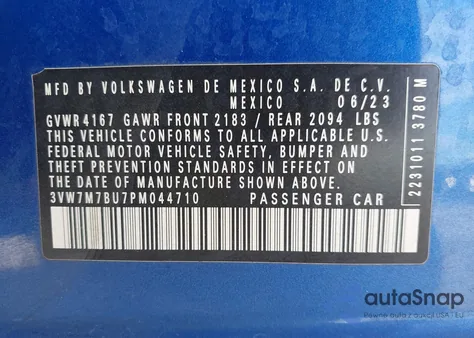 MFD BY VOLKSWAGEN DE MEXICO S.A. DE C.V.
MEXICO 06/23
GVWR 4167 GAWR FRONT 2183 / REAR 2094 LBS
THIS VEHICLE CONFORMS TO ALL APPLICABLE U.S.
FEDERAL MOTOR VEHICLE SAFETY, BUMPER AND
THEFT PREVENTION STANDARDS IN EFFECT ON THE
DATE OF MANUFACTURE SHOWN ABOVE.
3VW7M7BU7PM044710 PASSENGER CAR
2231011 3780 M
autoSnap